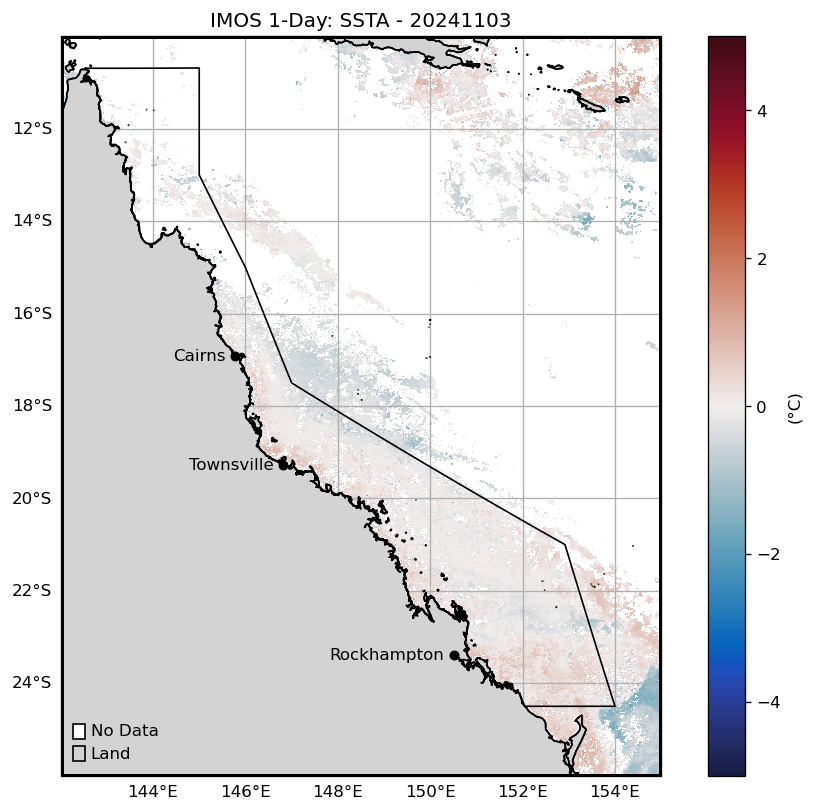 IMOS 1-Day: SSTA - 20241103
12°S
14°S
16°S
18°S
20°S
22°S
24°S
Cairns
Townsville
Rockhampton
No Data
Land
144°E 146°E 148°E 150°E 152°E 154°E
4
2
0
−2
−4
(°C)